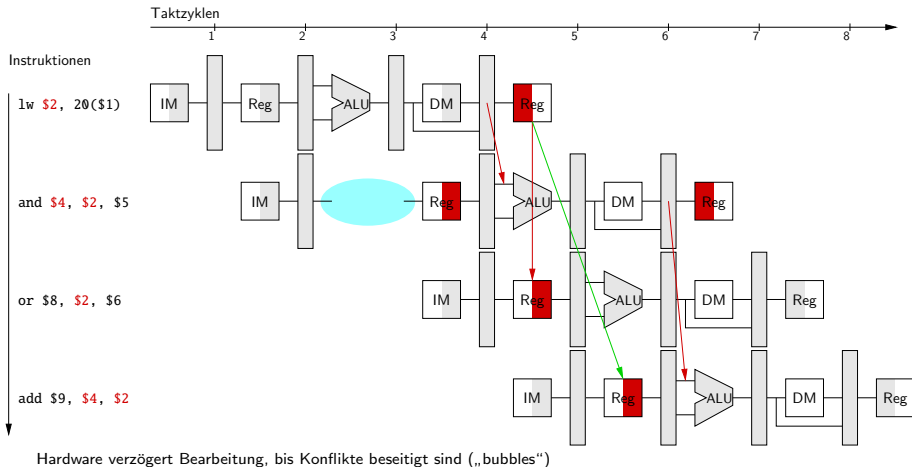 Taktzyklen
1 2 3 4 5 6 7 8
Instruktionen
lw $2, 20($1)
IM Reg ALU DM Reg
and $4, $2, $5
IM Reg ALU DM Reg
or $8, $2, $6
IM Reg ALU DM Reg
add $9, $4, $2
IM Reg ALU DM Reg
Hardware verzögert Bearbeitung, bis Konflikte beseitigt sind („bubbles“)